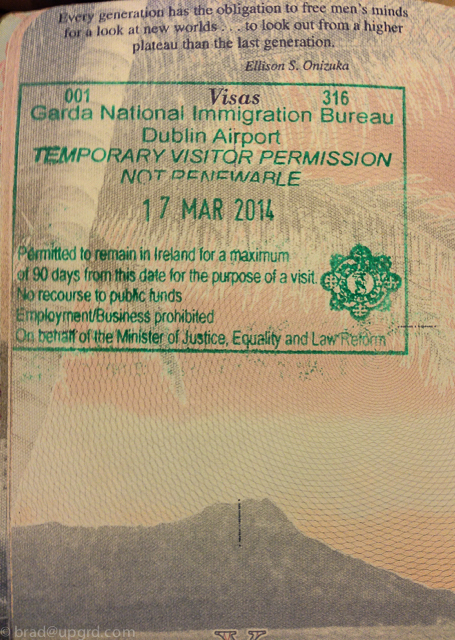 Every generation has the obligation to free men's minds
for a look at new worlds . . . to look out from a higher
plateau than the last generation.
Ellison S. Onizuka
001 Visas 316
Garda National Immigration Bureau
Dublin Airport
TEMPORARY VISITOR PERMISSION
NOT RENEWABLE
17 MAR 2014
Permitted to remain in Ireland for a maximum
of 90 days from this date for the purpose of a visit.
No recourse to public funds
Employment/Business prohibited
On behalf of the Minister of Justice, Equality and Law Reform
© brad@upgrd.com